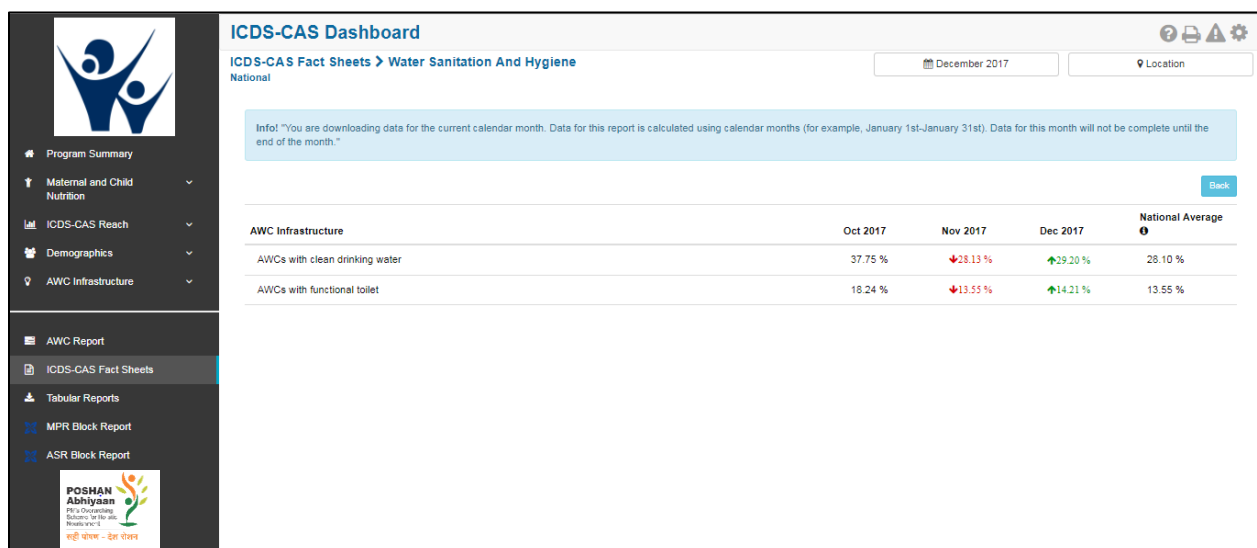 ICDS-CAS Dashboard
ICDS-CAS Fact Sheets > Water Sanitation And Hygiene
National
December 2017
Location
Info! "You are downloading data for the current calendar month. Data for this report is calculated using calendar months (for example, January 1st-January 31st). Data for this month will not be complete until the
end of the month."
Back
AWC Infrastructure Oct 2017 Nov 2017 Dec 2017 National Average
AWCs with clean drinking water 37.75 % 28.13 % 29.20 % 28.10 %
AWCs with functional toilet 18.24 % 13.55 % 14.21 % 13.55 %
Program Summary
Maternal and Child
Nutrition
ICDS-CAS Reach
Demographics
AWC Infrastructure
AWC Report
ICDS-CAS Fact Sheets
Tabular Reports
MPR Block Report
ASR Block Report
POSHAN
Abhiyaan
PM's Overarching
Scheme for Holistic
Nourishment
सही पोषण - देश रोशन